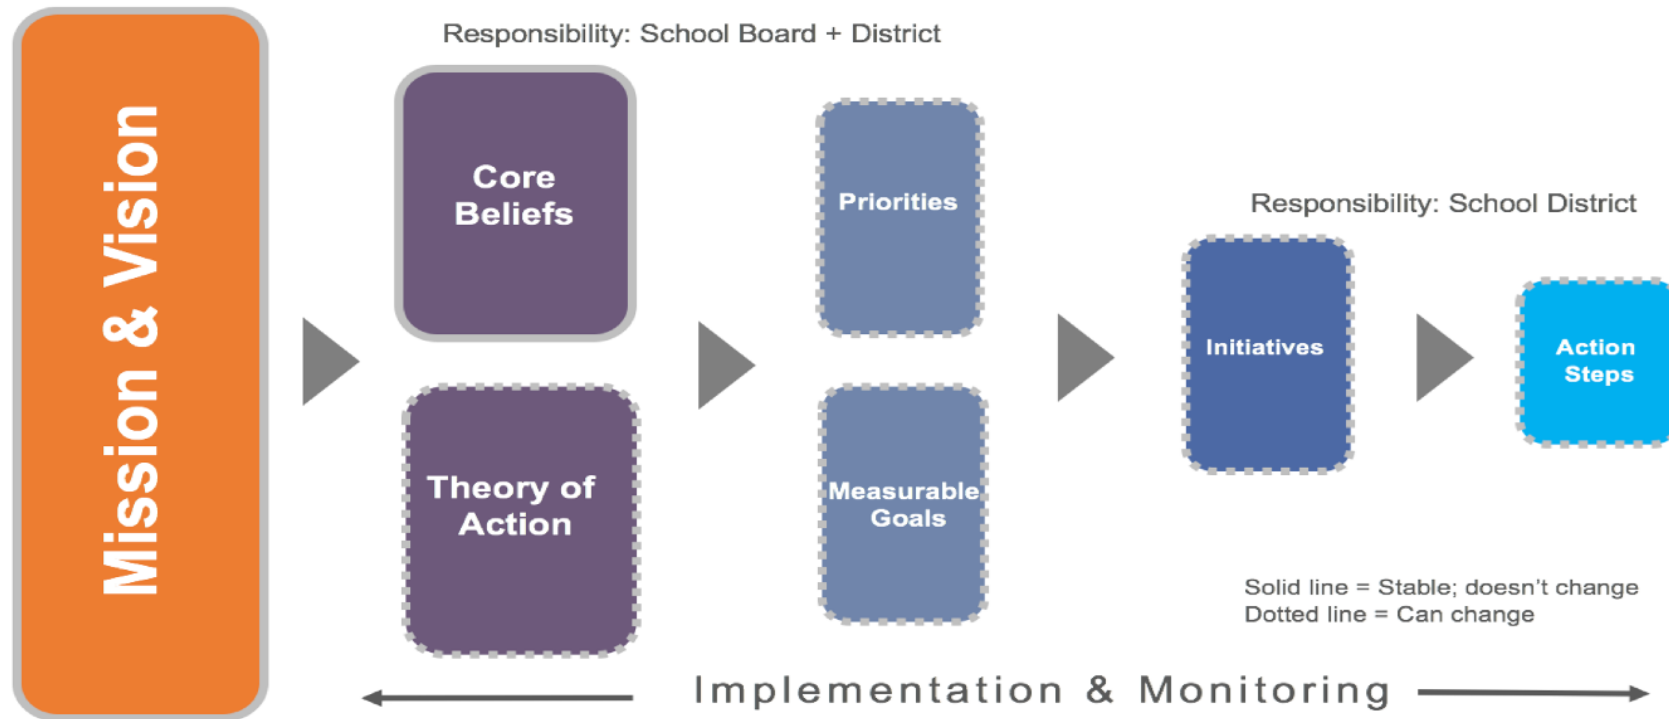 Mission & Vision
Responsibility: School Board + District
Core
Beliefs
Theory of
Action
Priorities
Measurable
Goals
Responsibility: School District
Initiatives
Action
Steps
Solid line = Stable; doesn’t change
Dotted line = Can change
Implementation & Monitoring